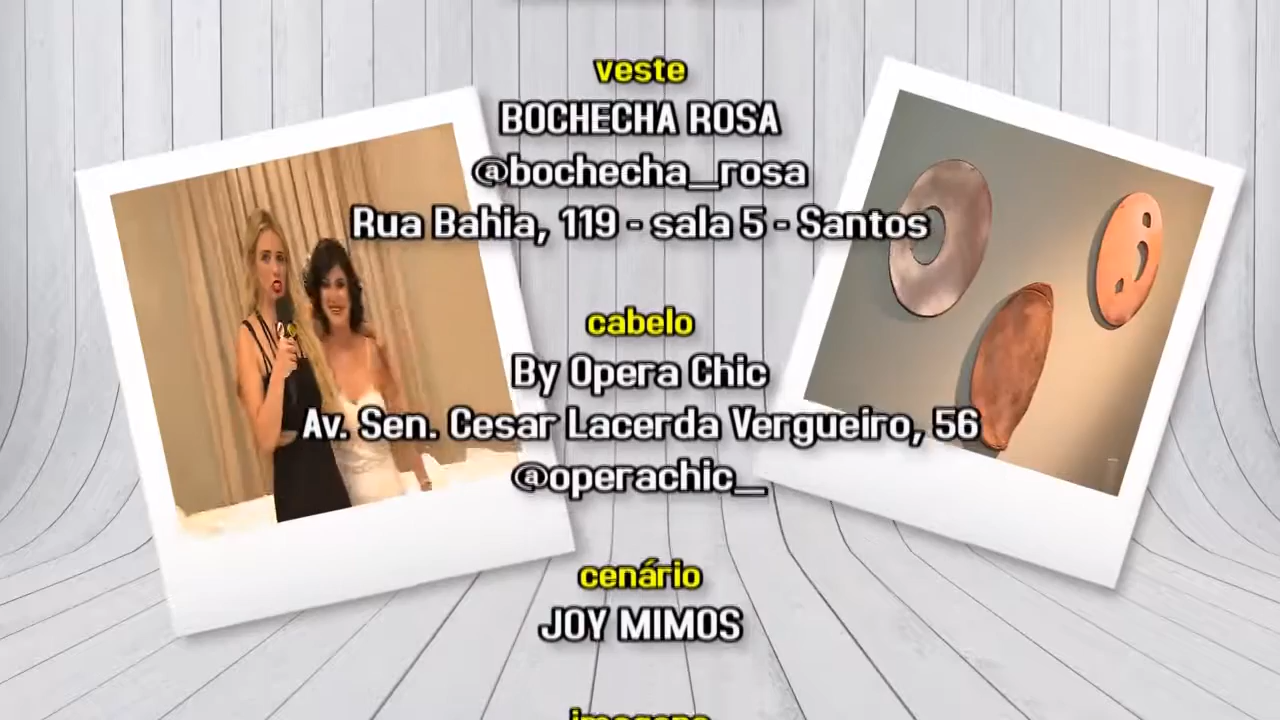 veste
BOCHECHA ROSA
@bochecha_rosa
Rua Bahia, 119 - sala 5 - Santos
cabelo
By Opera Chic
Av. Sen. Cesar Lacerda Vergueiro, 56
@operachic_
cenário
JOY MIMOS